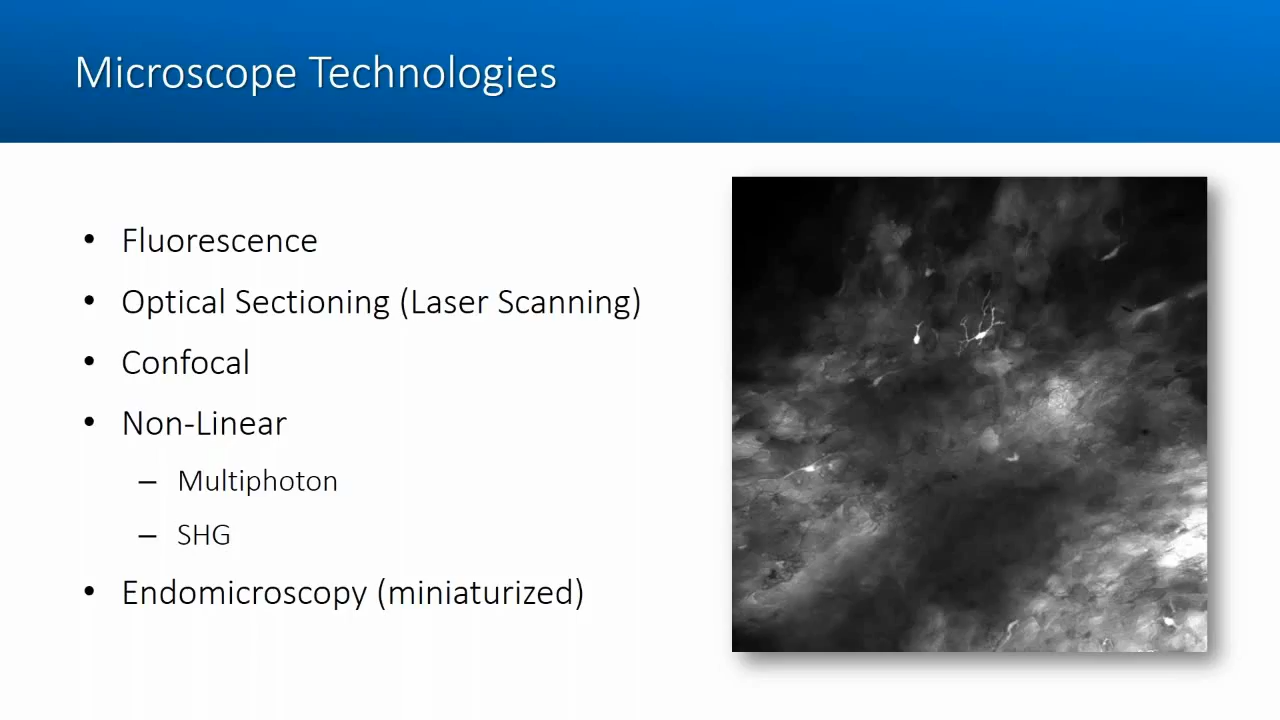 Microscope Technologies
• Fluorescence
• Optical Sectioning (Laser Scanning)
• Confocal
• Non-Linear
– Multiphoton
– SHG
• Endomicroscopy (miniaturized)